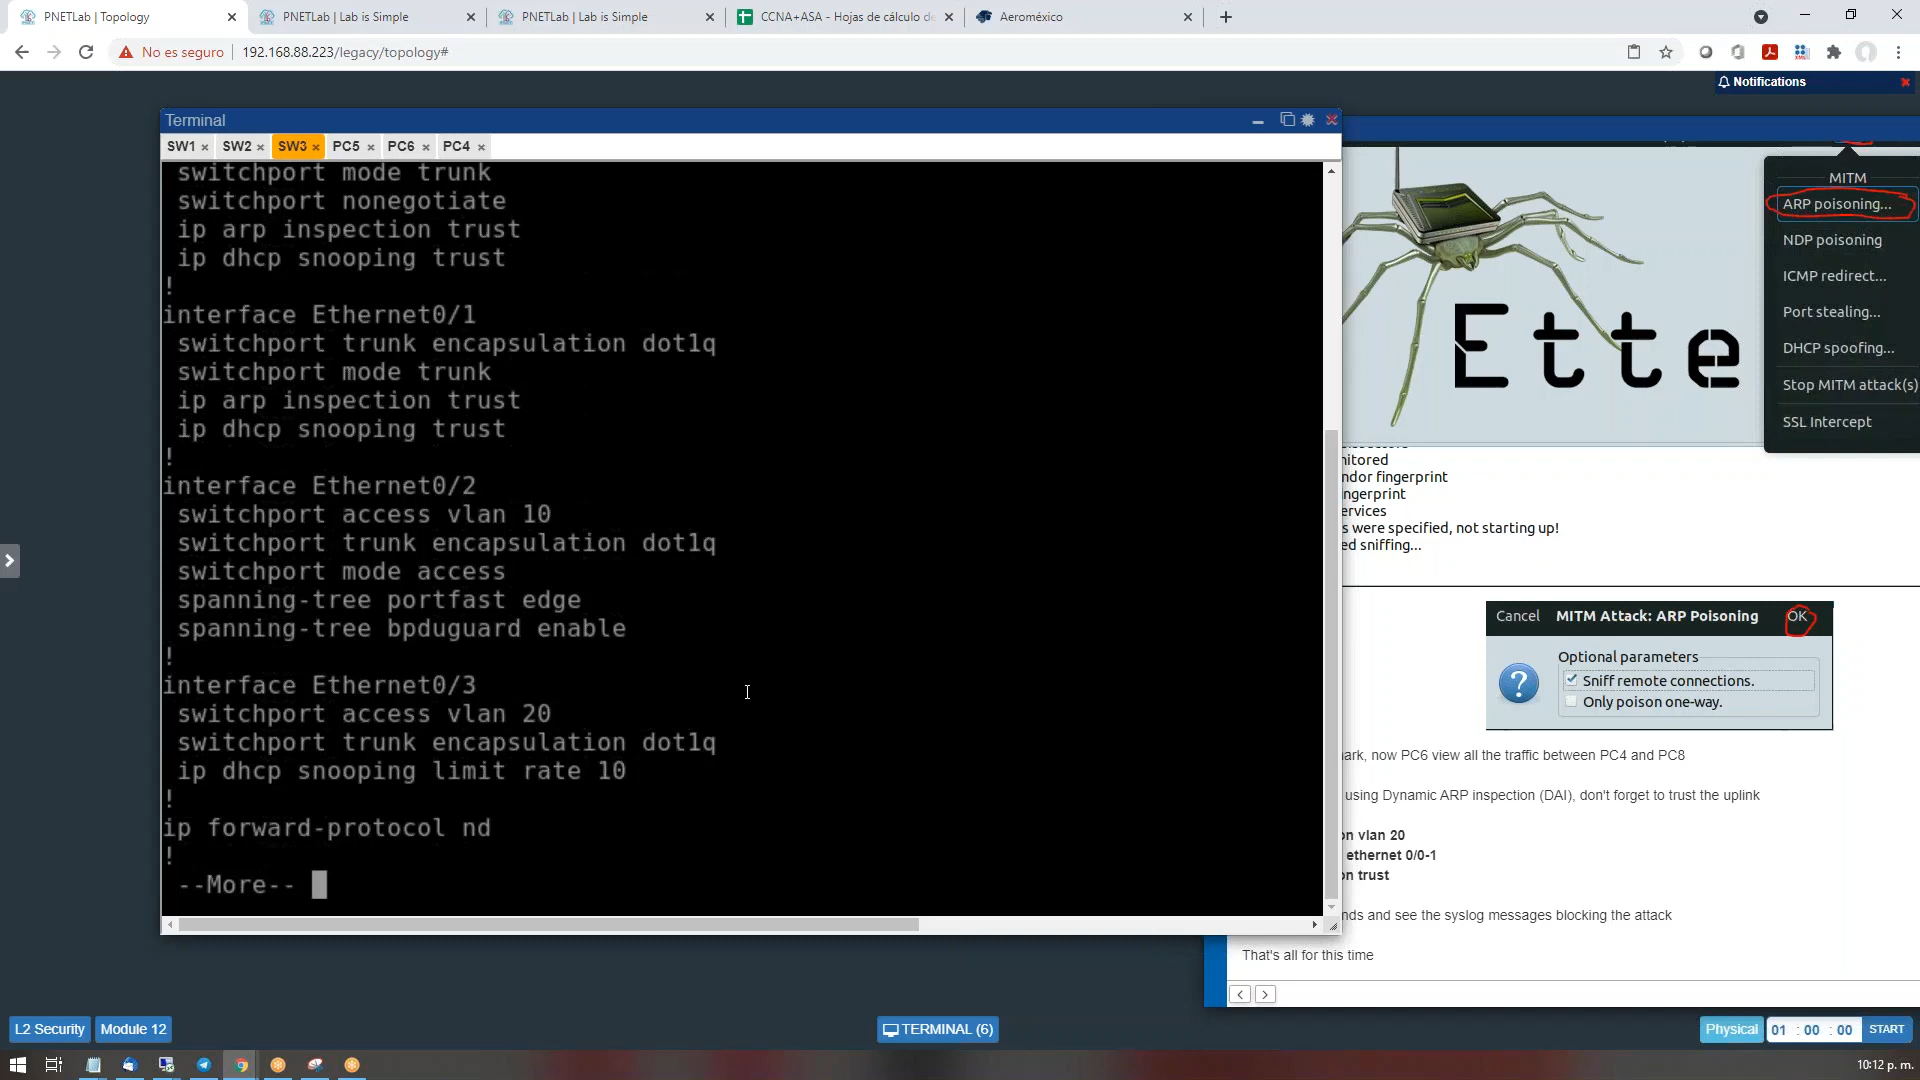 PNETLab | Topology
PNETLab | Lab is Simple
PNETLab | Lab is Simple
CCNA+ASA - Hojas de cálculo de
Aeroméxico
No es seguro
192.168.88.223/legacy/topology#
Notifications
Terminal
SW1
SW2
SW3
PC5
PC6
PC4
switchport mode trunk
switchport nonegotiate
ip arp inspection trust
ip dhcp snooping trust
!
interface Ethernet0/1
switchport trunk encapsulation dot1q
switchport mode trunk
ip arp inspection trust
ip dhcp snooping trust
!
interface Ethernet0/2
switchport access vlan 10
switchport trunk encapsulation dot1q
switchport mode access
spanning-tree portfast edge
spanning-tree bpduguard enable
!
interface Ethernet0/3
switchport access vlan 20
switchport trunk encapsulation dot1q
ip dhcp snooping limit rate 10
!
ip forward-protocol nd
!
--More--
MITM
ARP poisoning...
NDP poisoning
ICMP redirect...
Port stealing...
DHCP spoofing...
Stop MITM attack(s)
SSL Intercept
Ette
nitored
ndor fingerprint
ngerprint
ervices
s were specified, not starting up!
ed sniffing...
Cancel
MITM Attack: ARP Poisoning
OK
Optional parameters
Sniff remote connections.
Only poison one-way.
ark, now PC6 view all the traffic between PC4 and PC8
using Dynamic ARP inspection (DAI), don't forget to trust the uplink
on vlan 20
ethernet 0/0-1
on trust
nds and see the syslog messages blocking the attack
That's all for this time
L2 Security
Module 12
TERMINAL (6)
Physical
01 : 00 : 00
START
10:12 p. m.